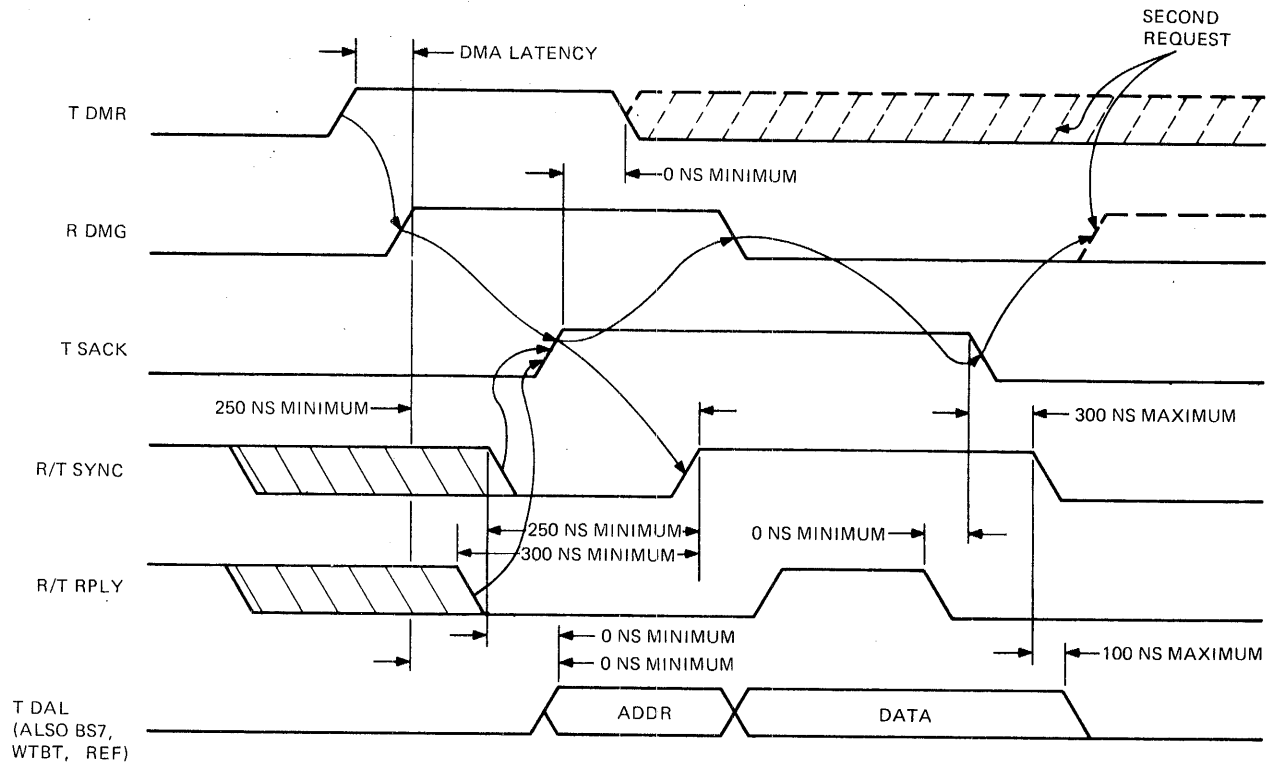 SECOND
REQUEST
DMA LATENCY
T DMR
0 NS MINIMUM
R DMG
T SACK
250 NS MINIMUM
300 NS MAXIMUM
R/T SYNC
250 NS MINIMUM
0 NS MINIMUM
300 NS MINIMUM
R/T RPLY
0 NS MINIMUM
100 NS MAXIMUM
0 NS MINIMUM
T DAL
(ALSO BS7,
WTBT, REF)
ADDR
DATA